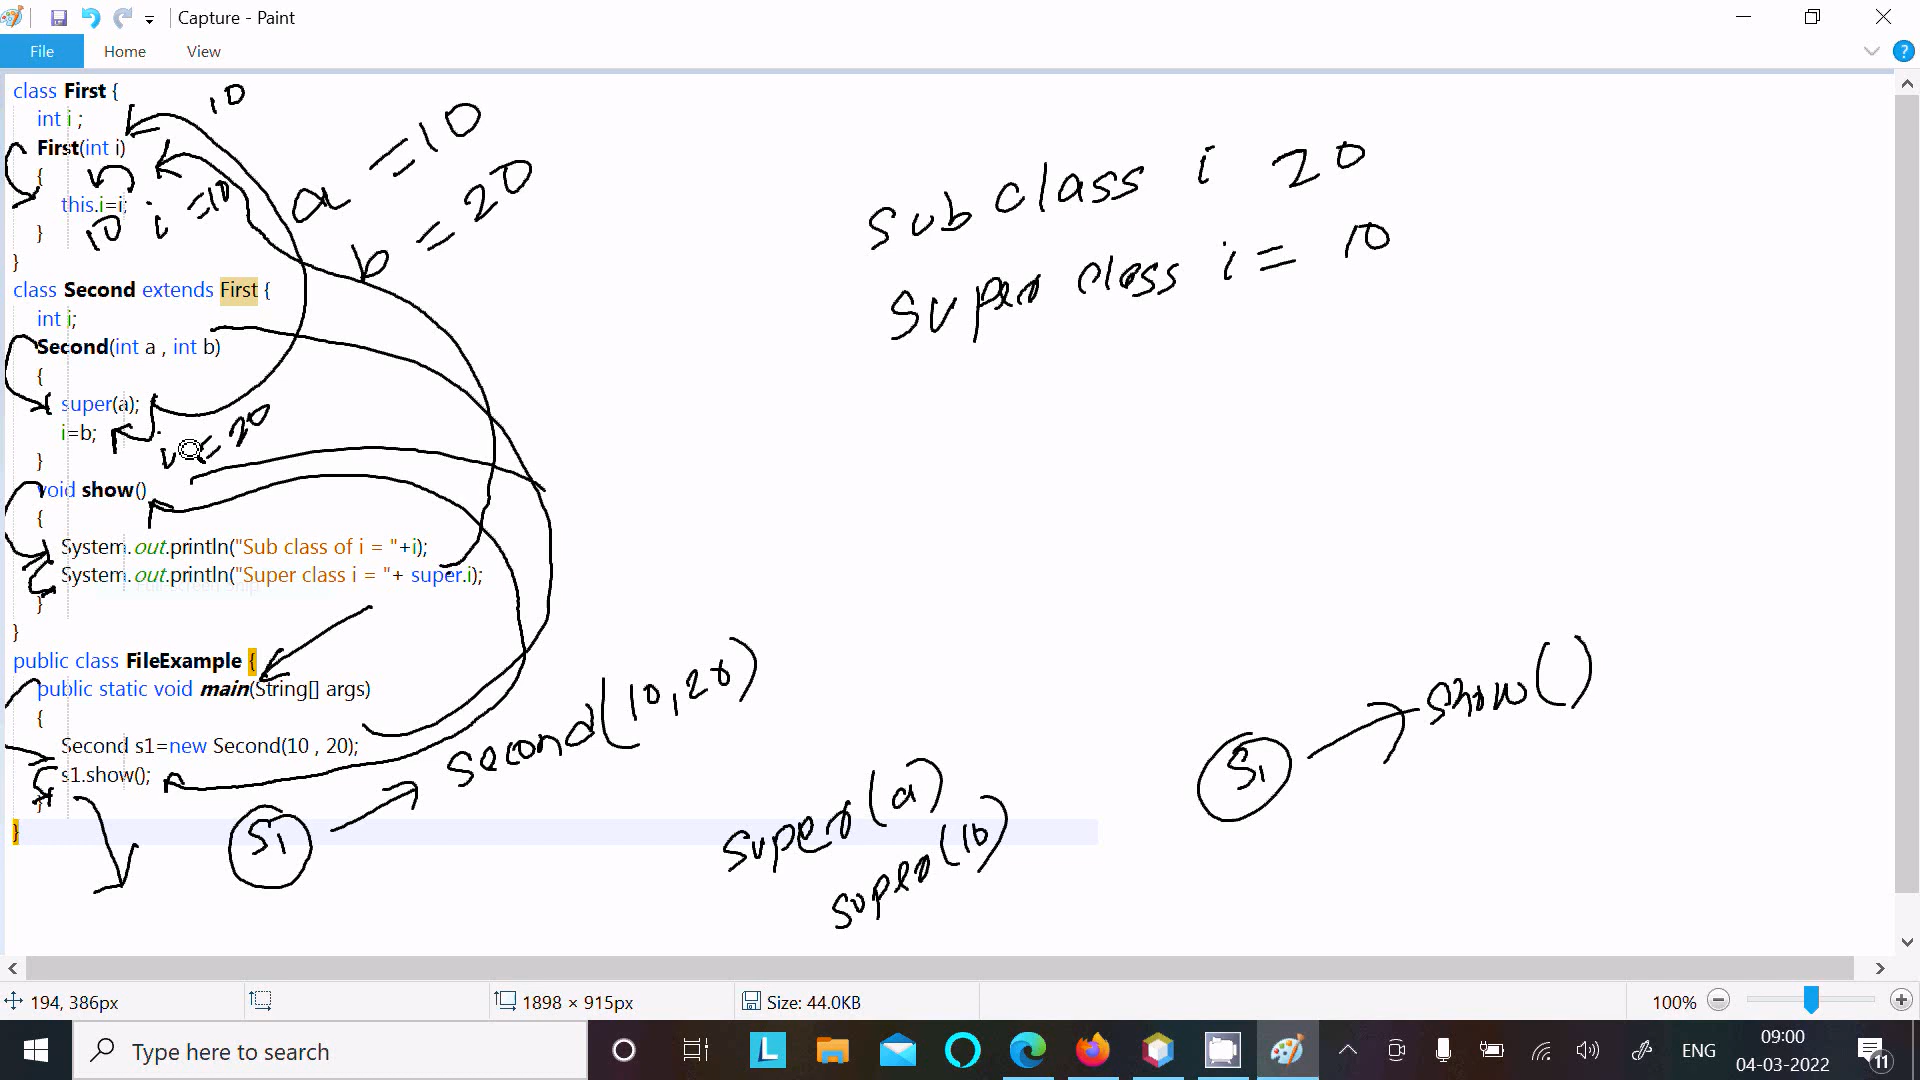 Capture - Paint
File Home View
class First {
int i ;
First(int i)
{
this.i=i;
}
}
class Second extends First {
int i;
Second(int a , int b)
{
super(a);
i=b;
}
void show()
{
System.out.println("Sub class of i = "+i);
System.out.println("Super class i = "+ super.i);
}
}
public class FileExample {
public static void main(String[] args)
{
Second s1=new Second(10 , 20);
s1.show();
}
}
10
a = 10
b = 20
i = 10
10
i = 20
sub class i 20
super class i = 10
S1
second(10,20)
super(a)
super(10)
S1
show()
194, 386px
1898 × 915px
Size: 44.0KB
100%
Type here to search
L
ENG
09:00
04-03-2022
11